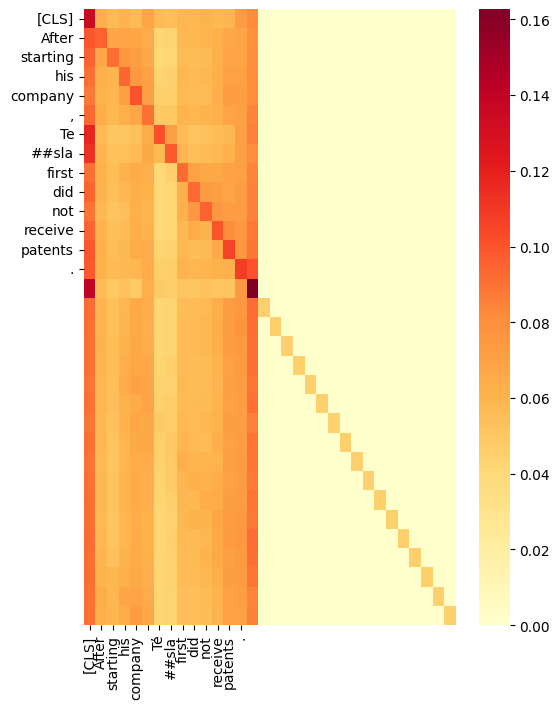 [CLS]
After
starting
his
company
,
Te
##sla
first
did
not
receive
patents
.
0.16
0.14
0.12
0.10
0.08
0.06
0.04
0.02
0.00
[CLS]
After
starting
his
company
,
Te
##sla
first
did
not
receive
patents
.